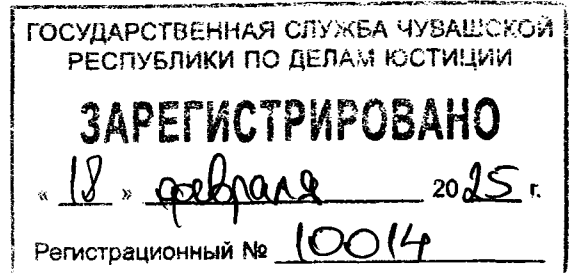 ГОСУДАРСТВЕННАЯ СЛУЖБА ЧУВАШСКОЙ
РЕСПУБЛИКИ ПО ДЕЛАМ ЮСТИЦИИ
ЗАРЕГИСТРИРОВАНО
« 18 » февраля 2025 г.
Регистрационный № 10014